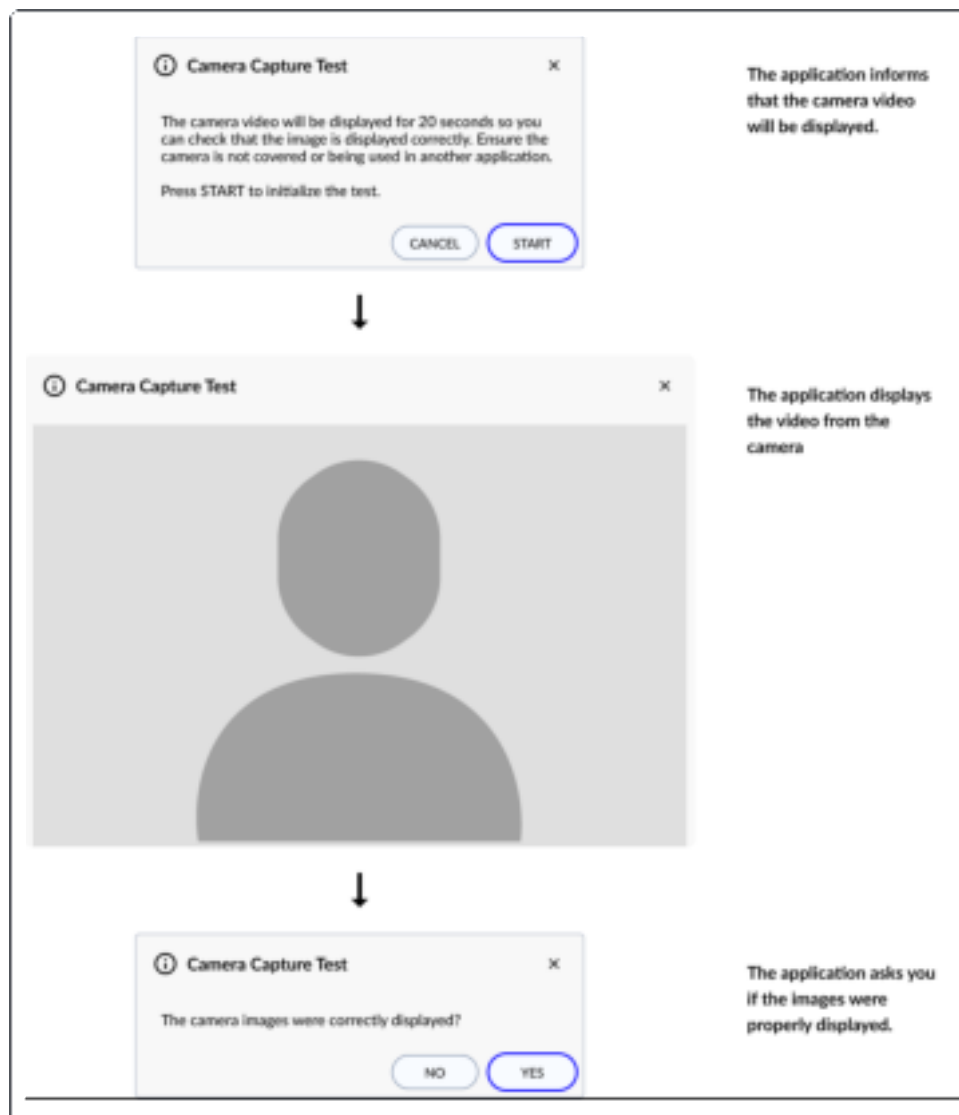 Camera Capture Test ×
The camera video will be displayed for 20 seconds so you
can check that the image is displayed correctly. Ensure the
camera is not covered or being used in another application.
Press START to initialize the test.
CANCEL START
The application informs
that the camera video
will be displayed.
Camera Capture Test ×
The application displays
the video from the
camera
Camera Capture Test ×
The camera images were correctly displayed?
NO YES
The application asks you
if the images were
properly displayed.